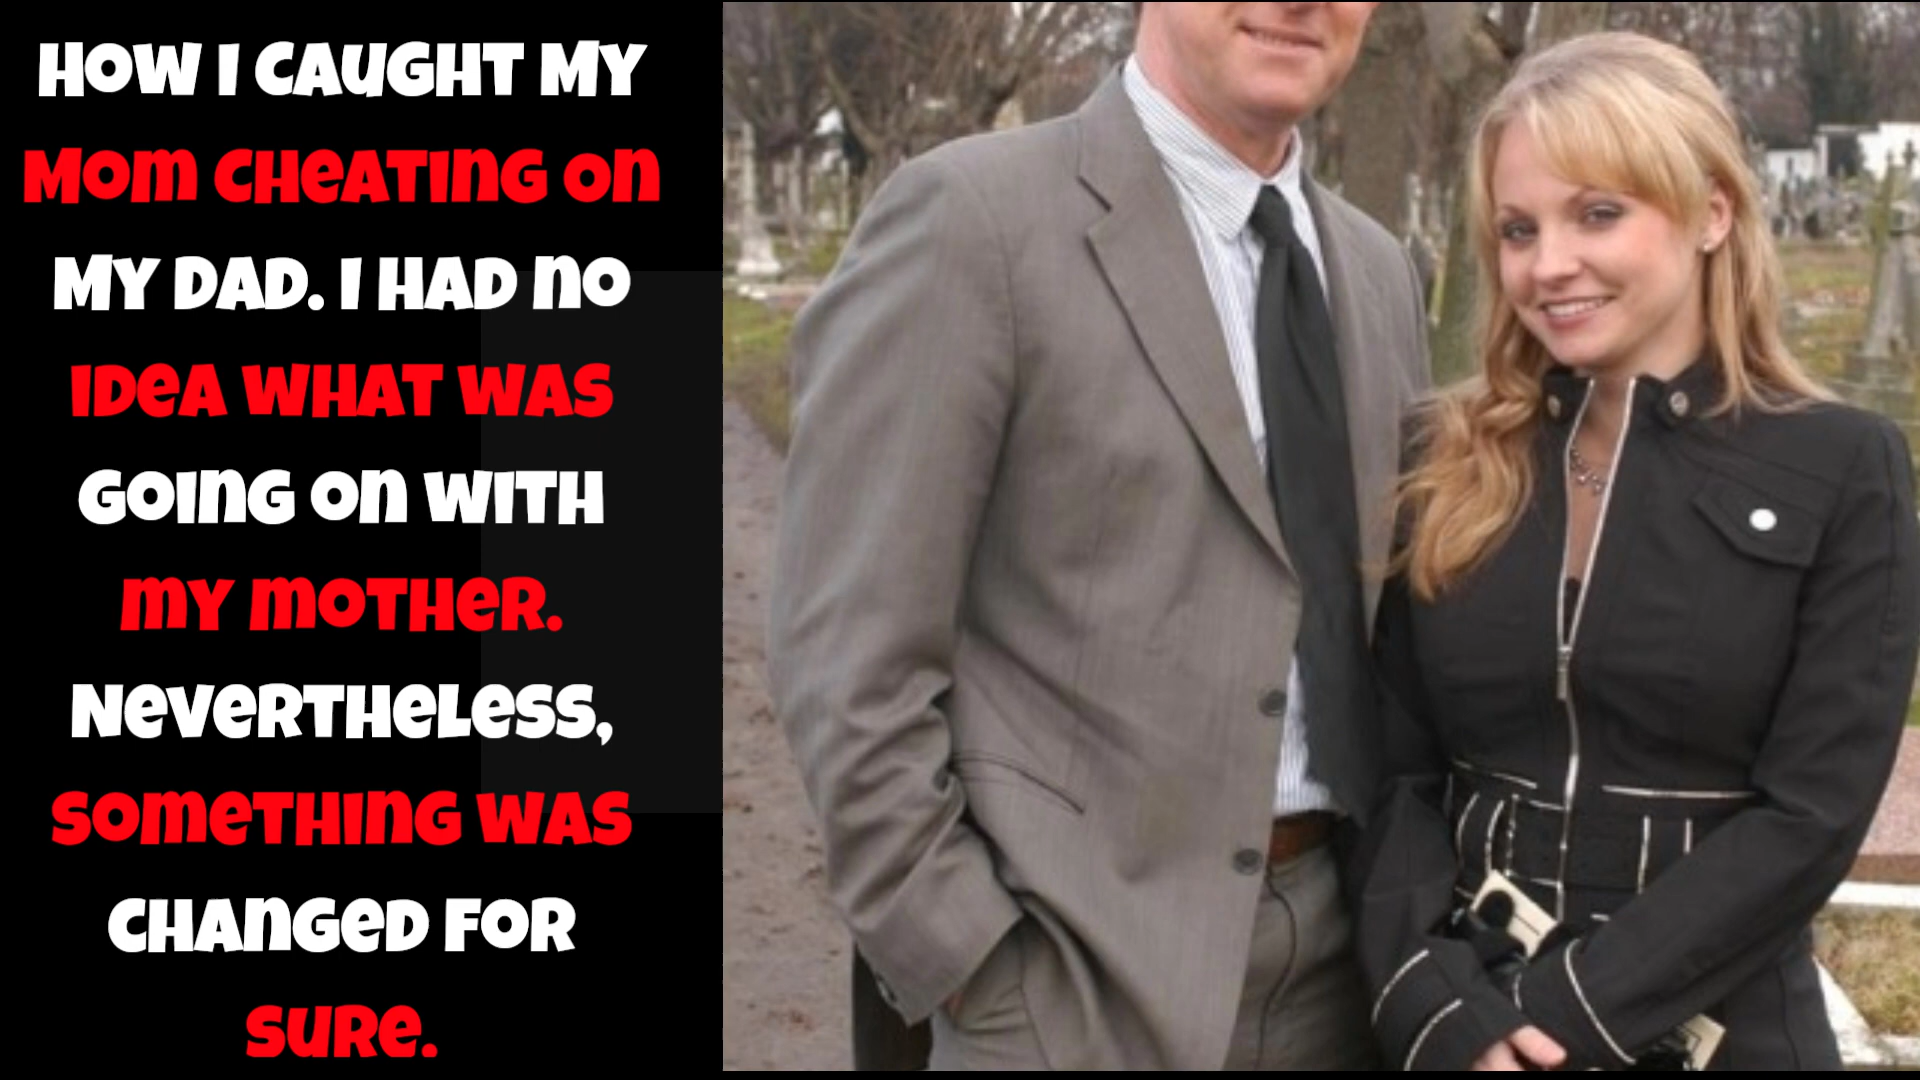 HOW I CAUGHT MY
MOM CHEATING ON
MY DAD. I HAD NO
IDEA WHAT WAS
GOING ON WITH
MY MOTHER.
NEVERTHELESS,
SOMETHING WAS
CHANGED FOR
SURE.